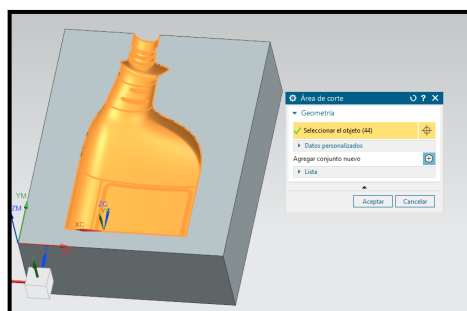 Área de corte
Geometría
Seleccionar el objeto (44)
Datos personalizados
Agregar conjunto nuevo
Lista
Aceptar
Cancelar
YM
ZM
ZC
XC